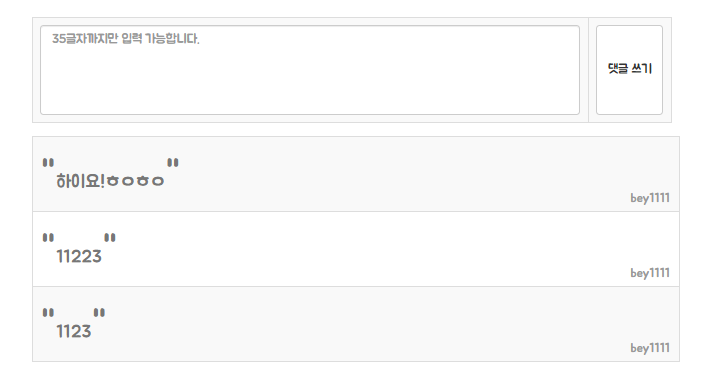 35글자까지만 입력 가능합니다.
댓글 쓰기
"하이요!ㅎㅇㅎㅇ"
bey1111
"11223"
bey1111
"1123"
bey1111